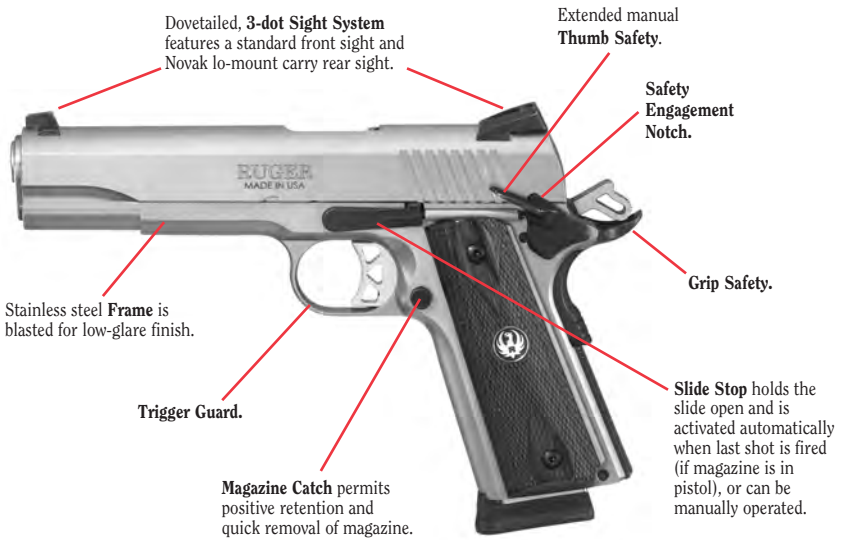 Dovetailed, 3-dot Sight System
features a standard front sight and
Novak lo-mount carry rear sight.
Extended manual
Thumb Safety.
Safety
Engagement
Notch.
RUGER
MADE IN USA
Grip Safety.
Stainless steel Frame is
blasted for low-glare finish.
Trigger Guard.
Slide Stop holds the
slide open and is
activated automatically
when last shot is fired
(if magazine is in
pistol), or can be
manually operated.
Magazine Catch permits
positive retention and
quick removal of magazine.